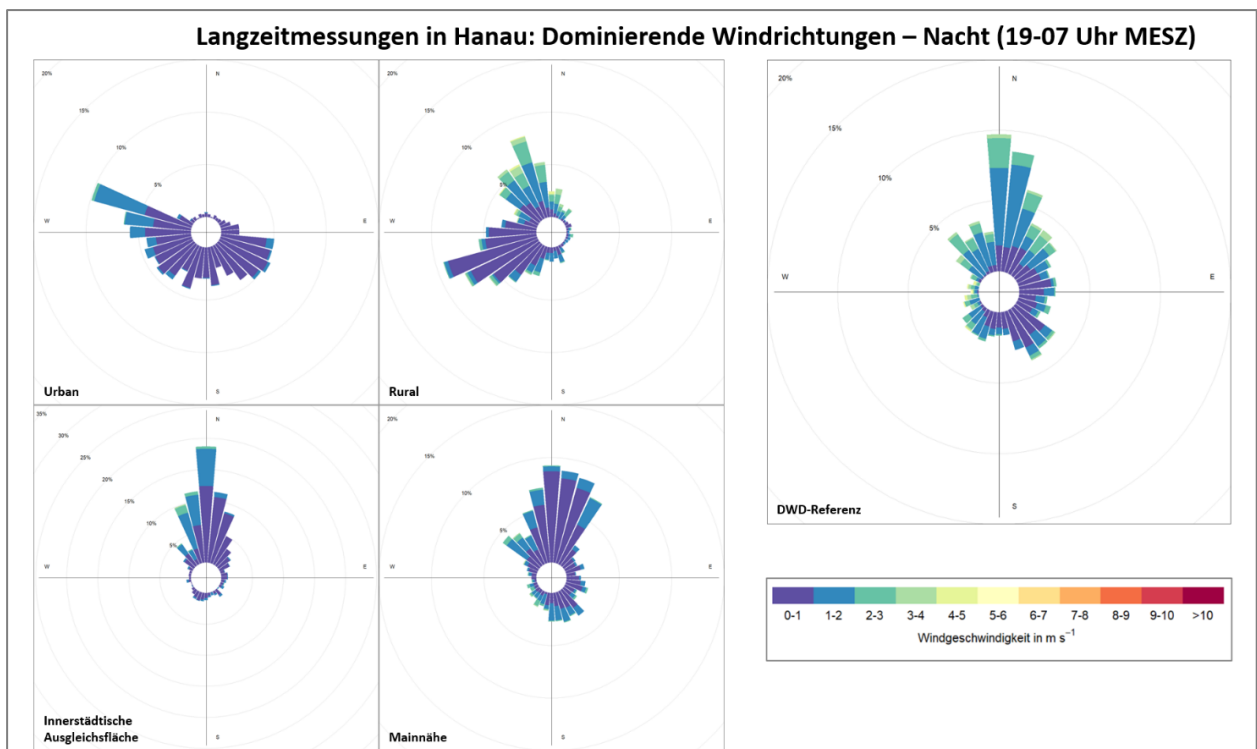 Langzeitmessungen in Hanau: Dominierende Windrichtungen – Nacht (19-07 Uhr MESZ)
20%
15%
10%
5%
N
W
E
S
Urban
20%
15%
10%
5%
N
W
E
S
Rural
20%
15%
10%
5%
N
W
E
S
DWD-Referenz
35%
30%
25%
20%
15%
10%
5%
N
W
E
S
Innerstädtische
Ausgleichsfläche
20%
15%
10%
5%
N
W
E
S
Mainnähe
0-1 1-2 2-3 3-4 4-5 5-6 6-7 7-8 8-9 9-10 >10
Windgeschwindigkeit in m s⁻¹